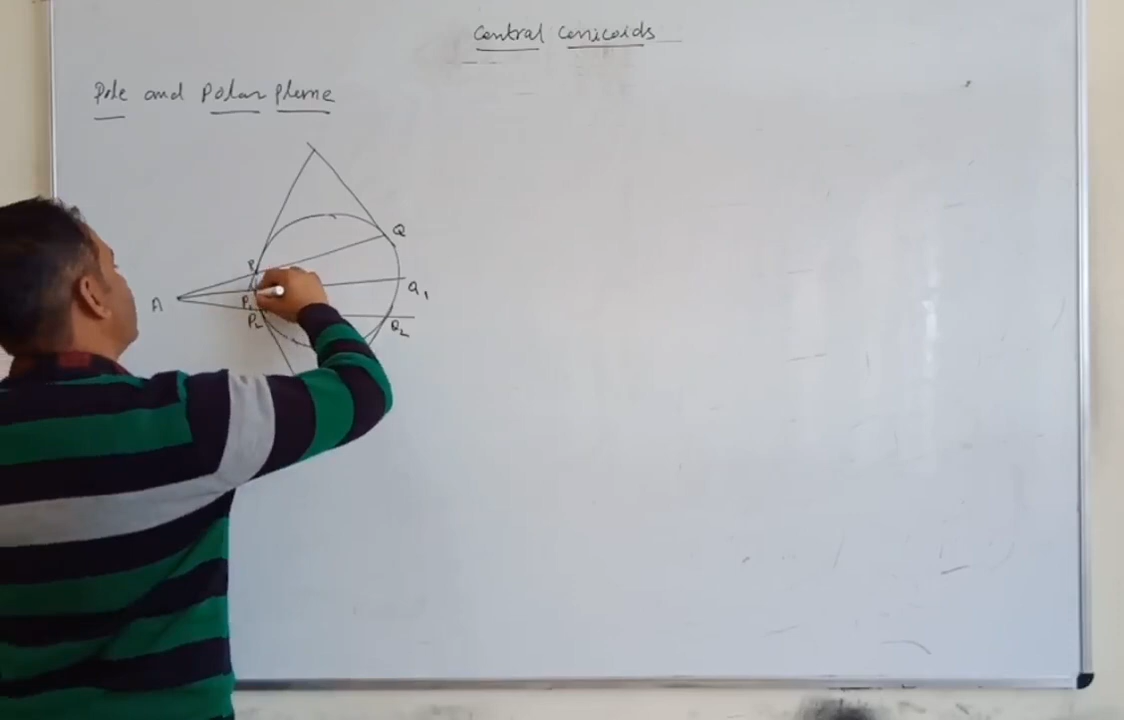 Central Conicoids
Pole and Polar Plane
Q
P
A
P1
Q1
P2
Q2